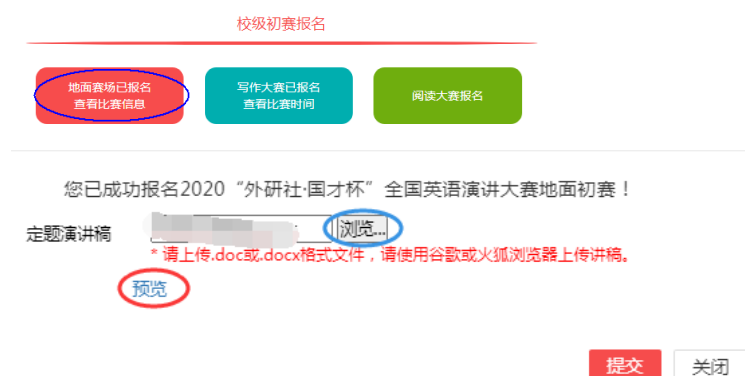 校级初赛报名
地面赛场已报名
查看比赛信息
写作大赛已报名
查看比赛时间
阅读大赛报名
您已成功报名2020“外研社·国才杯”全国英语演讲大赛地面初赛！
定题演讲稿
浏览...
* 请上传.doc或.docx格式文件，请使用谷歌或火狐浏览器上传讲稿。
预览
提交
关闭